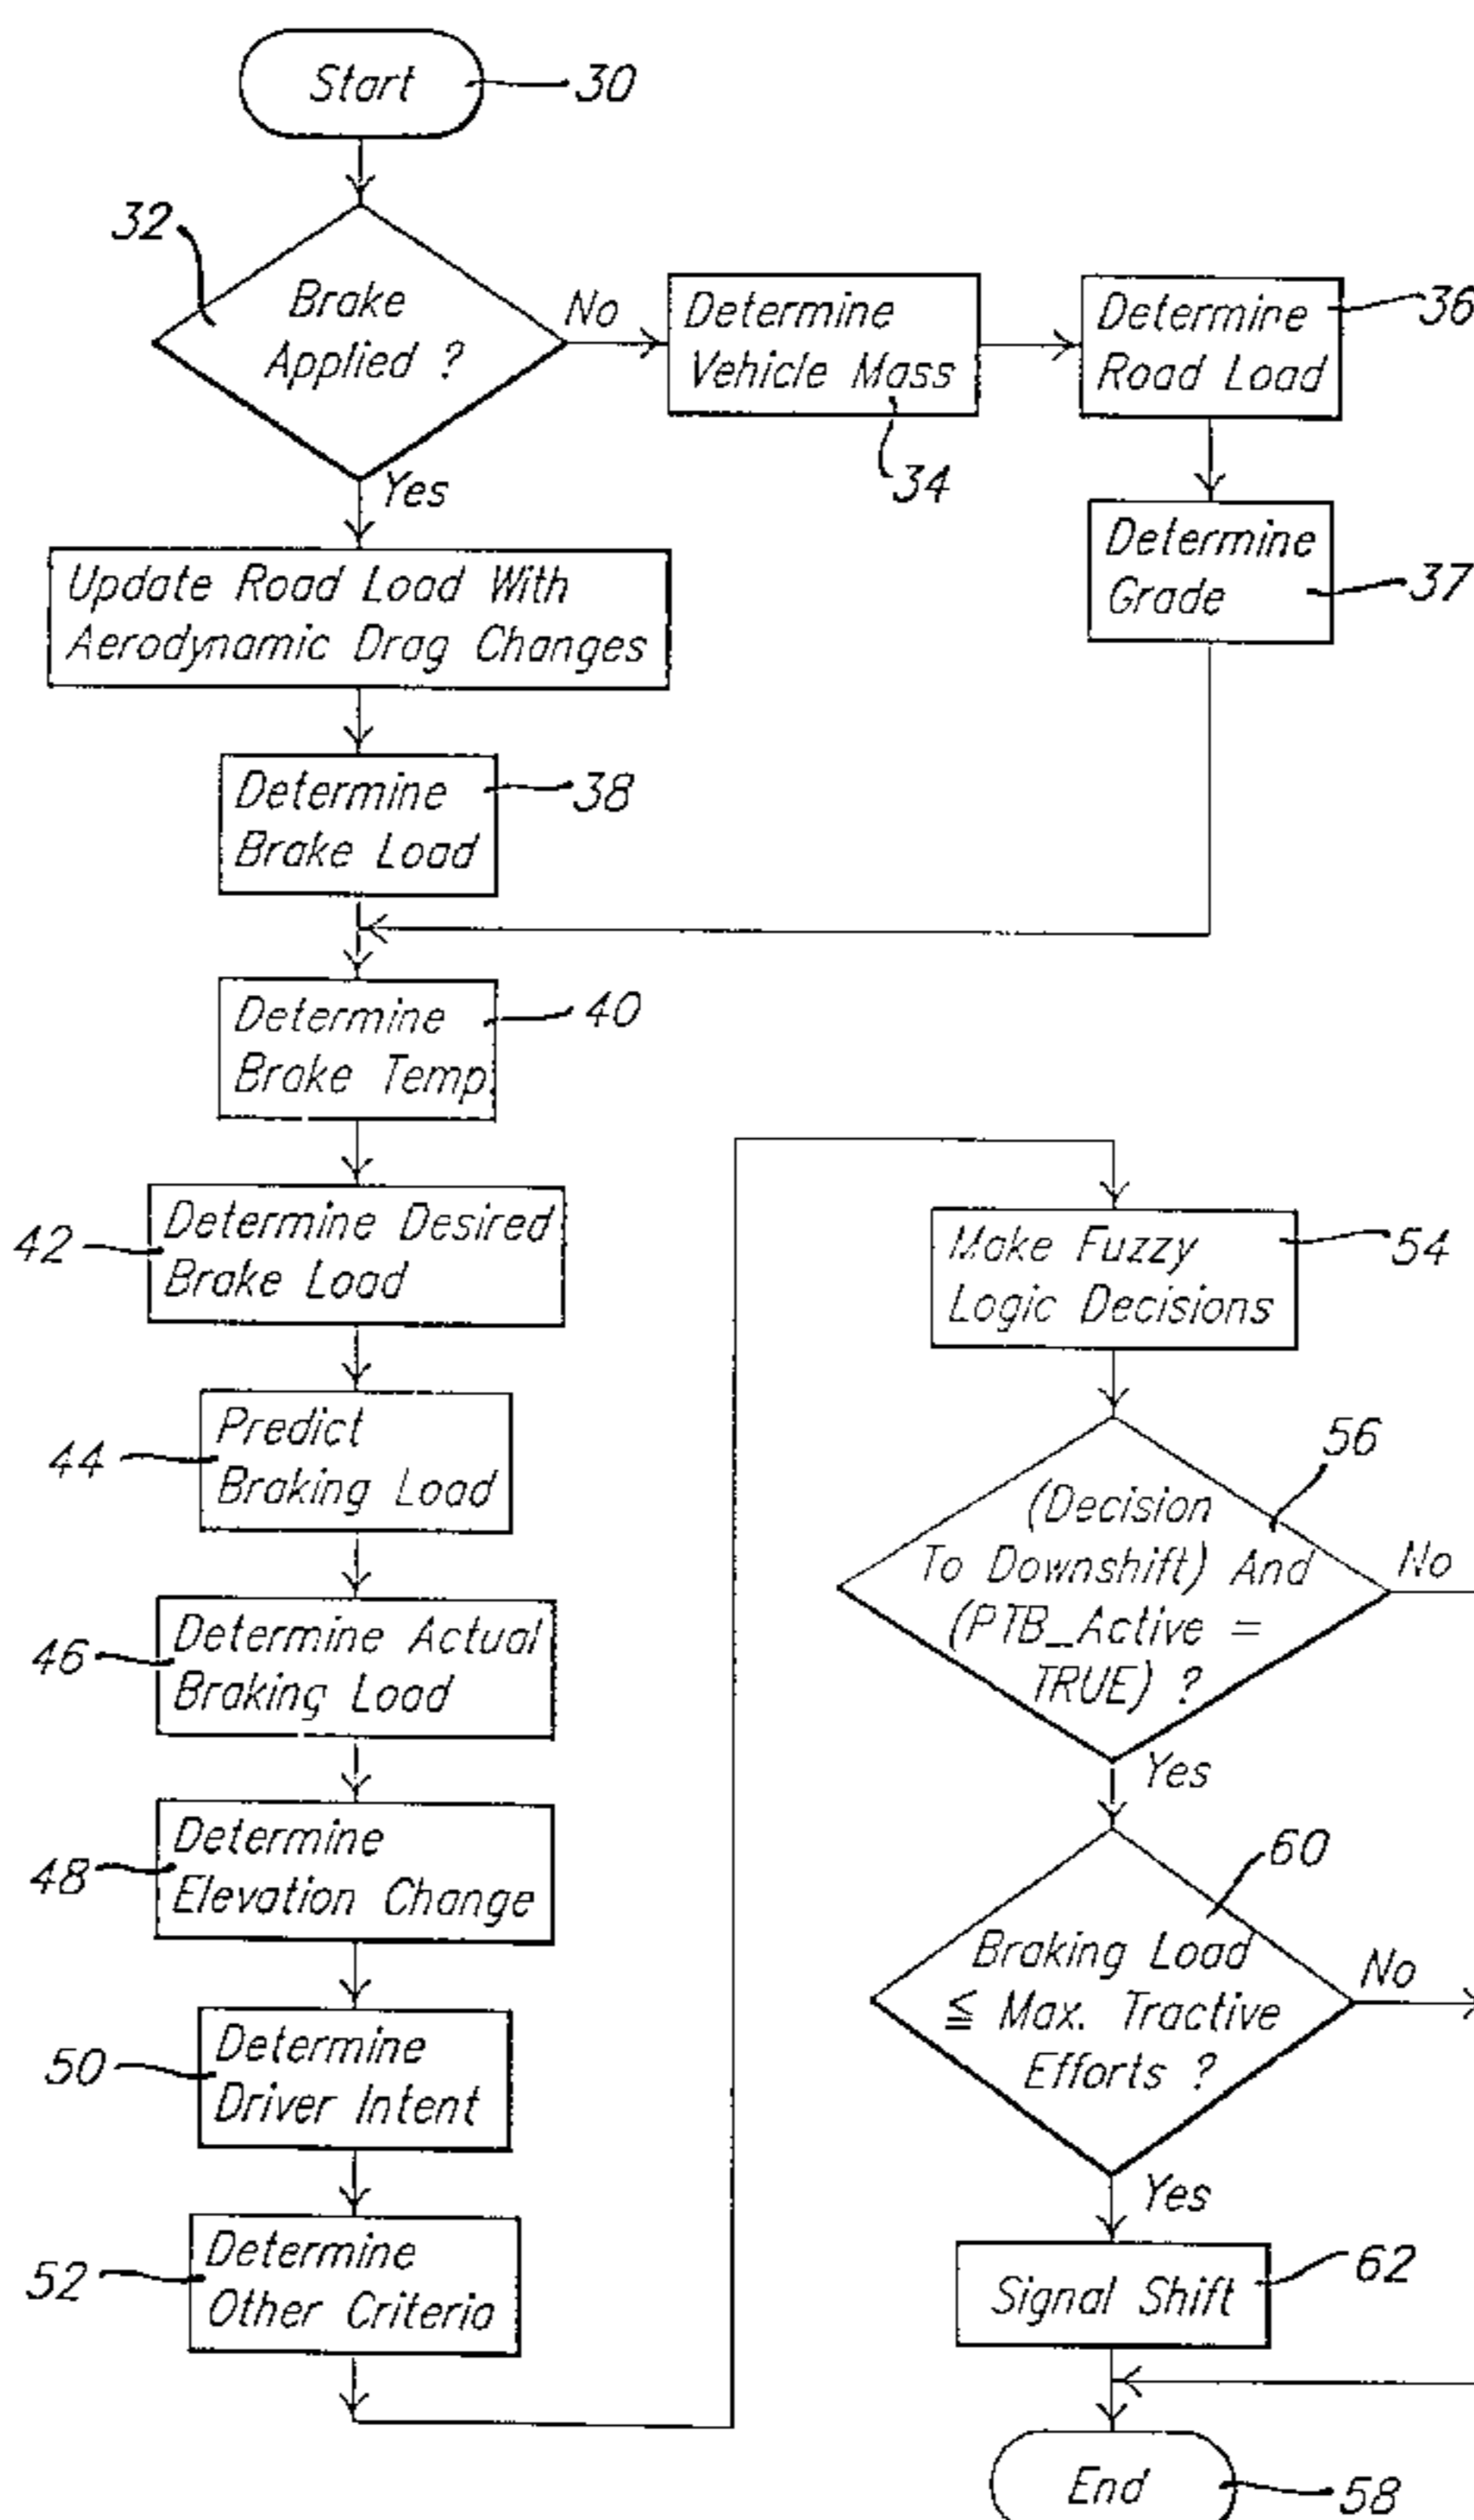 Start
30
32
Brake
Applied ?
No
Yes
Determine
Vehicle Mass
34
Determine
Road Load
36
Determine
Grade
37
Update Road Load With
Aerodynamic Drag Changes
Determine
Brake Load
38
Determine
Brake Temp.
40
Determine Desired
Brake Load
42
Predict
Braking Load
44
Determine Actual
Braking Load
46
Determine
Elevation Change
48
Determine
Driver Intent
50
Determine
Other Criteria
52
Make Fuzzy
Logic Decisions
54
(Decision
To Downshift) And
(PTB_Active =
TRUE) ?
56
No
Yes
Braking Load
≦ Max. Tractive
Efforts ?
60
No
Yes
Signal Shift
62
End
58